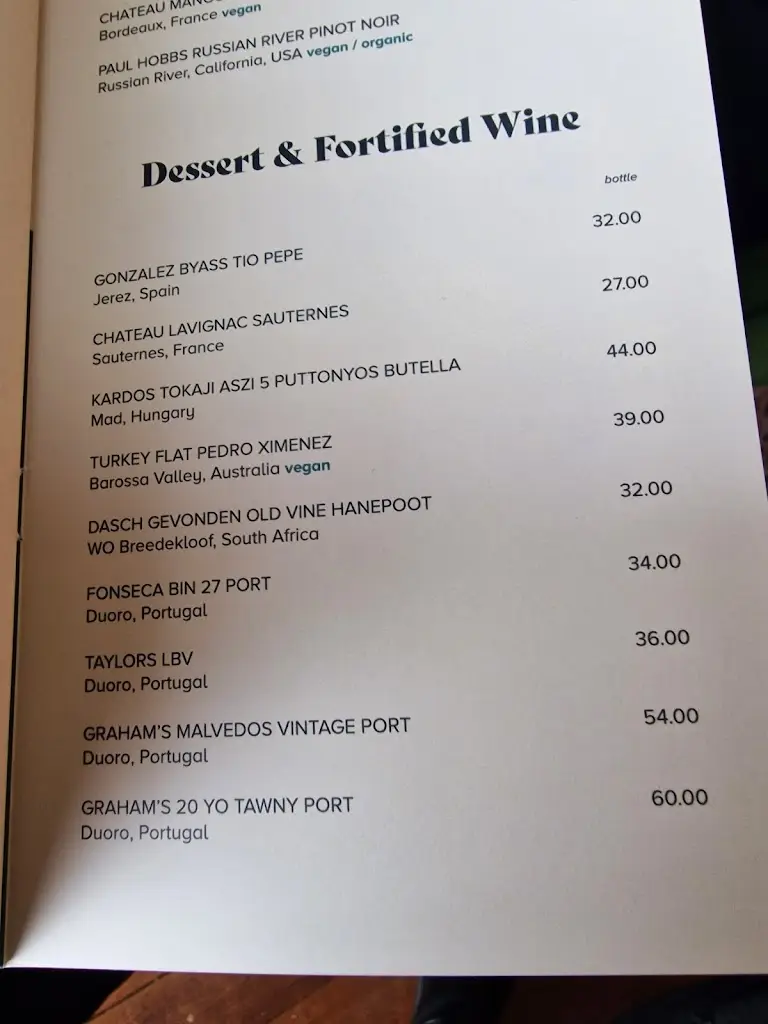 CHATEAU
Bordeaux, France vegan
PAUL HOBBS RUSSIAN RIVER PINOT NOIR
Russian River, California, USA vegan / organic
Dessert & Fortified Wine
bottle
GONZALEZ BYASS TIO PEPE 32.00
Jerez, Spain
CHATEAU LAVIGNAC SAUTERNES 27.00
Sauternes, France
KARDOS TOKAJI ASZI 5 PUTTONYOS BUTELLA 44.00
Mad, Hungary
TURKEY FLAT PEDRO XIMENEZ 39.00
Barossa Valley, Australia vegan
DASCH GEVONDEN OLD VINE HANEPOOT 32.00
WO Breedekloof, South Africa
FONSECA BIN 27 PORT 34.00
Duoro, Portugal
TAYLORS LBV 36.00
Duoro, Portugal
GRAHAM'S MALVEDOS VINTAGE PORT 54.00
Duoro, Portugal
GRAHAM'S 20 YO TAWNY PORT 60.00
Duoro, Portugal